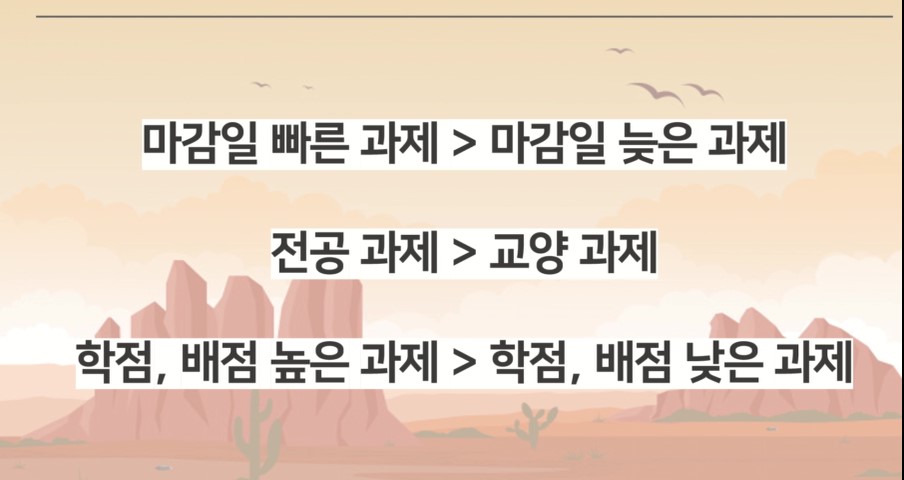 마감일 빠른 과제 > 마감일 늦은 과제
전공 과제 > 교양 과제
학점, 배점 높은 과제 > 학점, 배점 낮은 과제